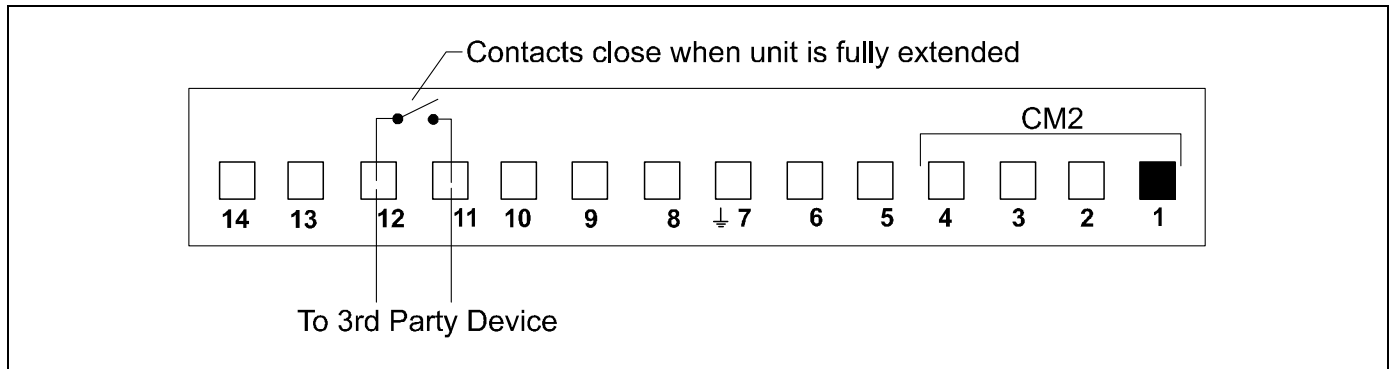 Contacts close when unit is fully extended
CM2
14 13 12 11 10 9 8 ⏚ 7 6 5 4 3 2 1
To 3rd Party Device